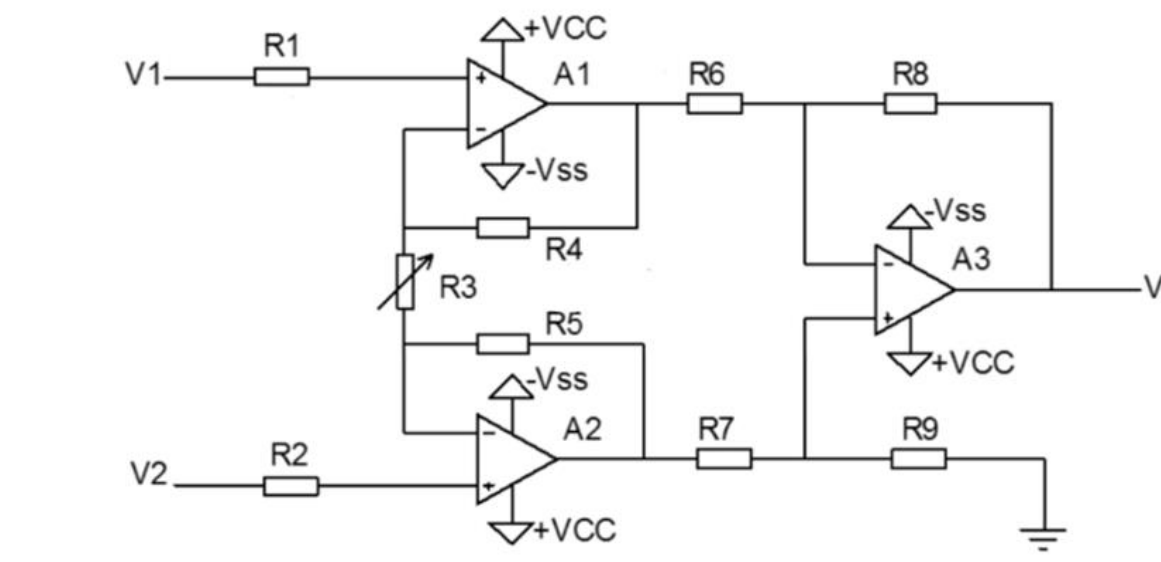 +VCC
R1
V1
A1
R6
R8
-Vss
-Vss
R4
A3
R3
V
R5
-Vss
+VCC
A2
R7
R9
R2
V2
+VCC